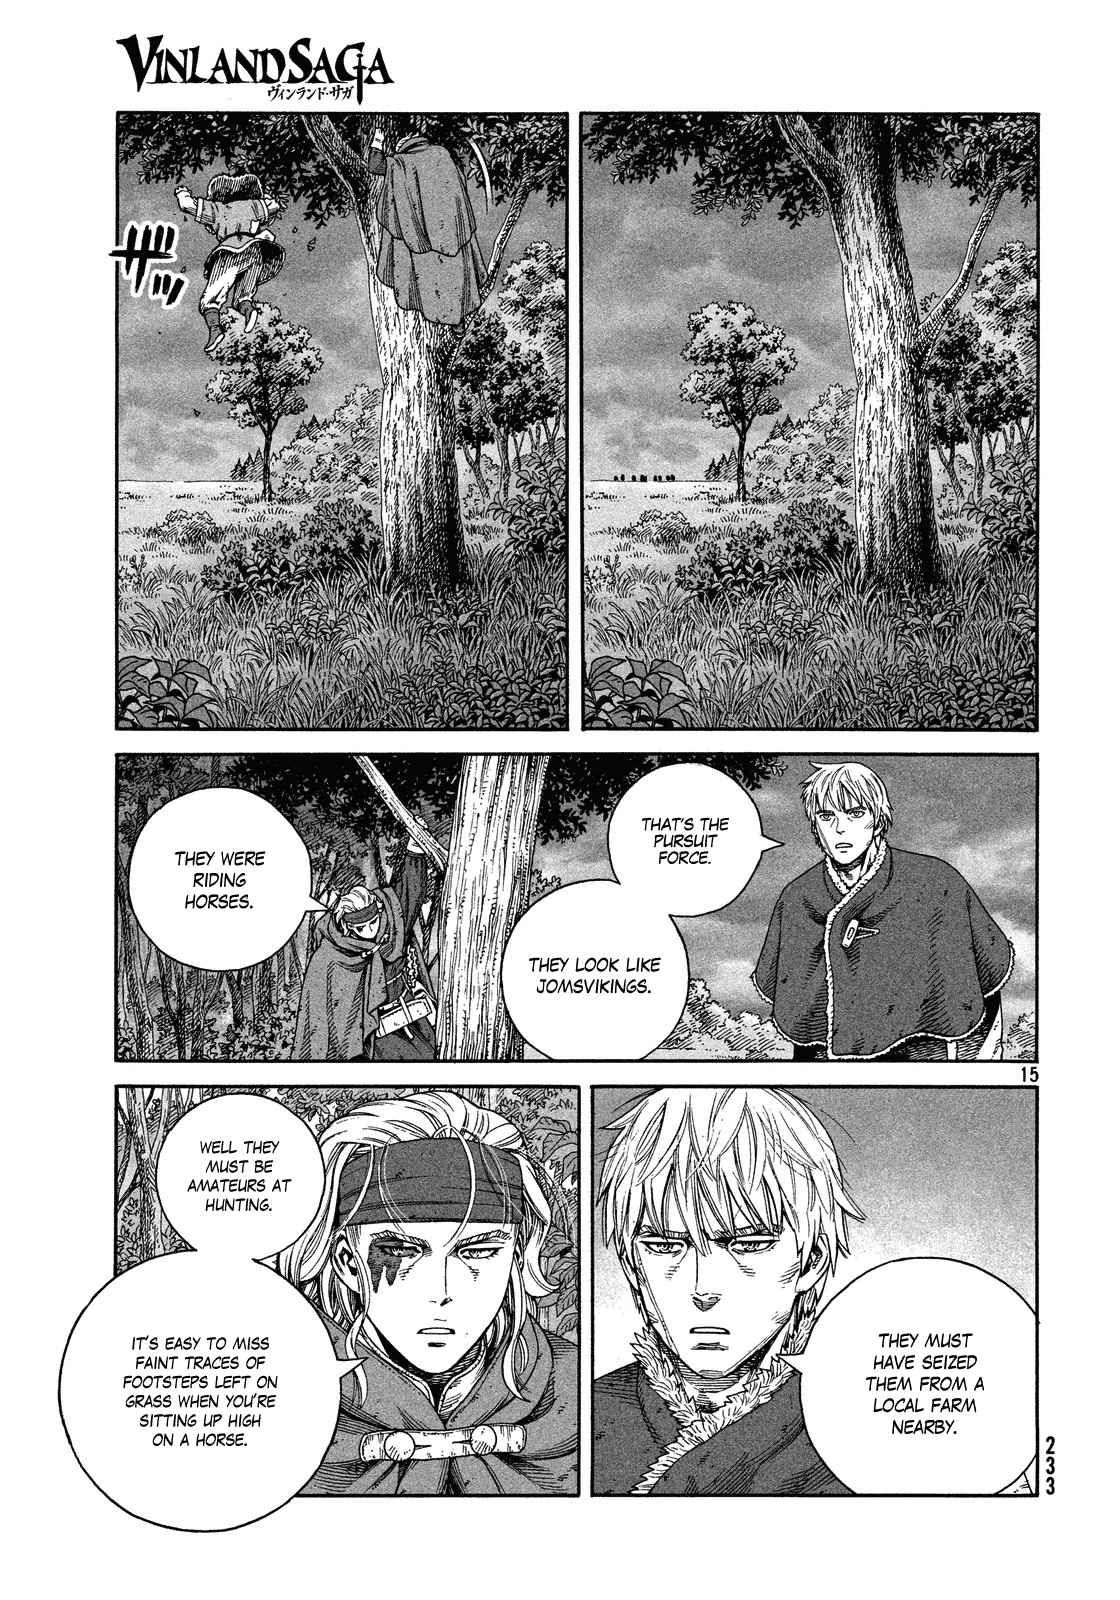 VINLAND SAGA
ヴィンランド・サガ
ザッ
THAT'S THE
PURSUIT
FORCE.
THEY LOOK LIKE
JOMSVIKINGS.
THEY WERE
RIDING
HORSES.
15
THEY MUST
HAVE SEIZED
THEM FROM A
LOCAL FARM
NEARBY.
WELL THEY
MUST BE
AMATEURS AT
HUNTING.
IT'S EASY TO MISS
FAINT TRACES OF
FOOTSTEPS LEFT ON
GRASS WHEN YOU'RE
SITTING UP HIGH
ON A HORSE.
233